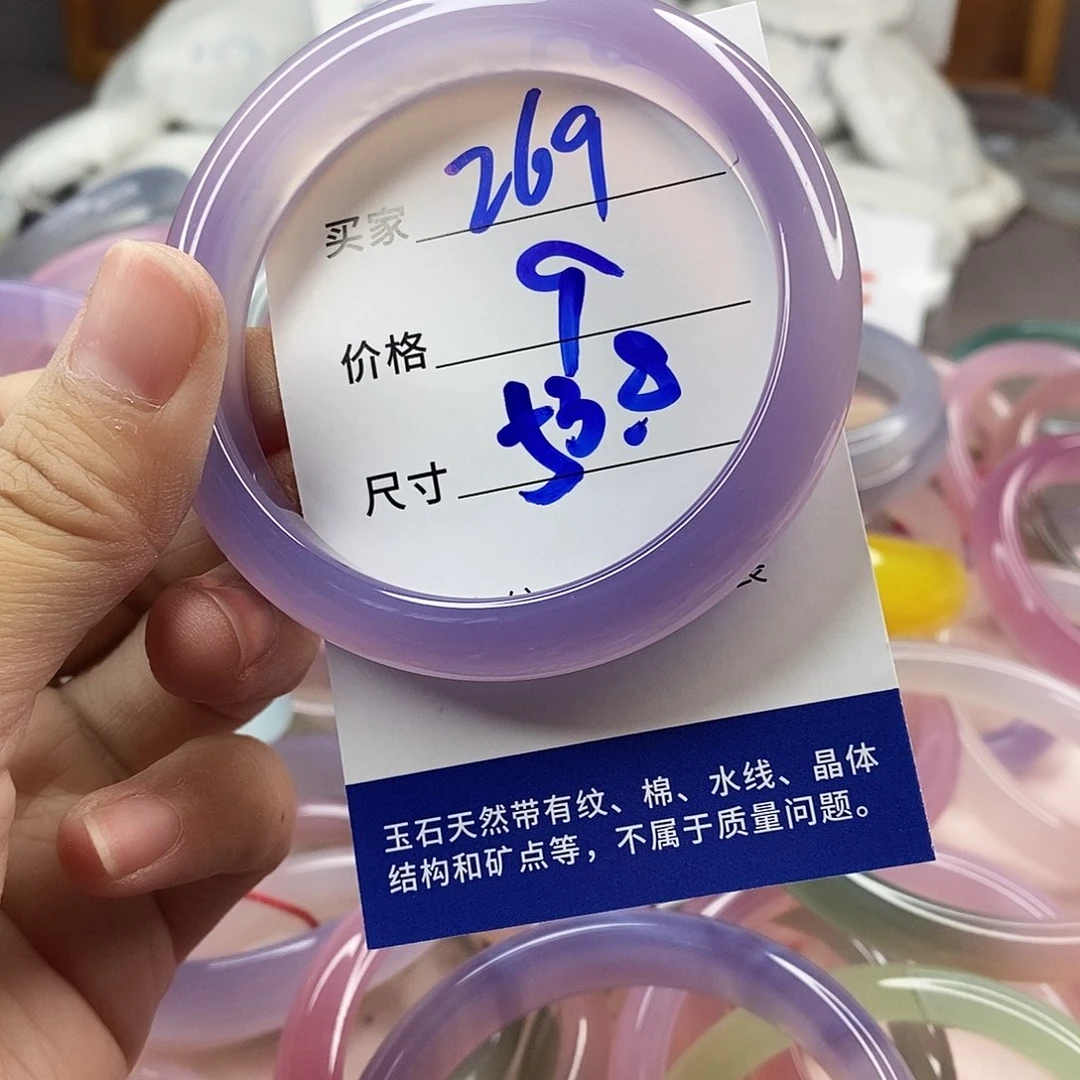 买家 269
价格 9
尺寸 53.8
玉石天然带有纹、棉、水线、晶体
结构和矿点等，不属于质量问题。